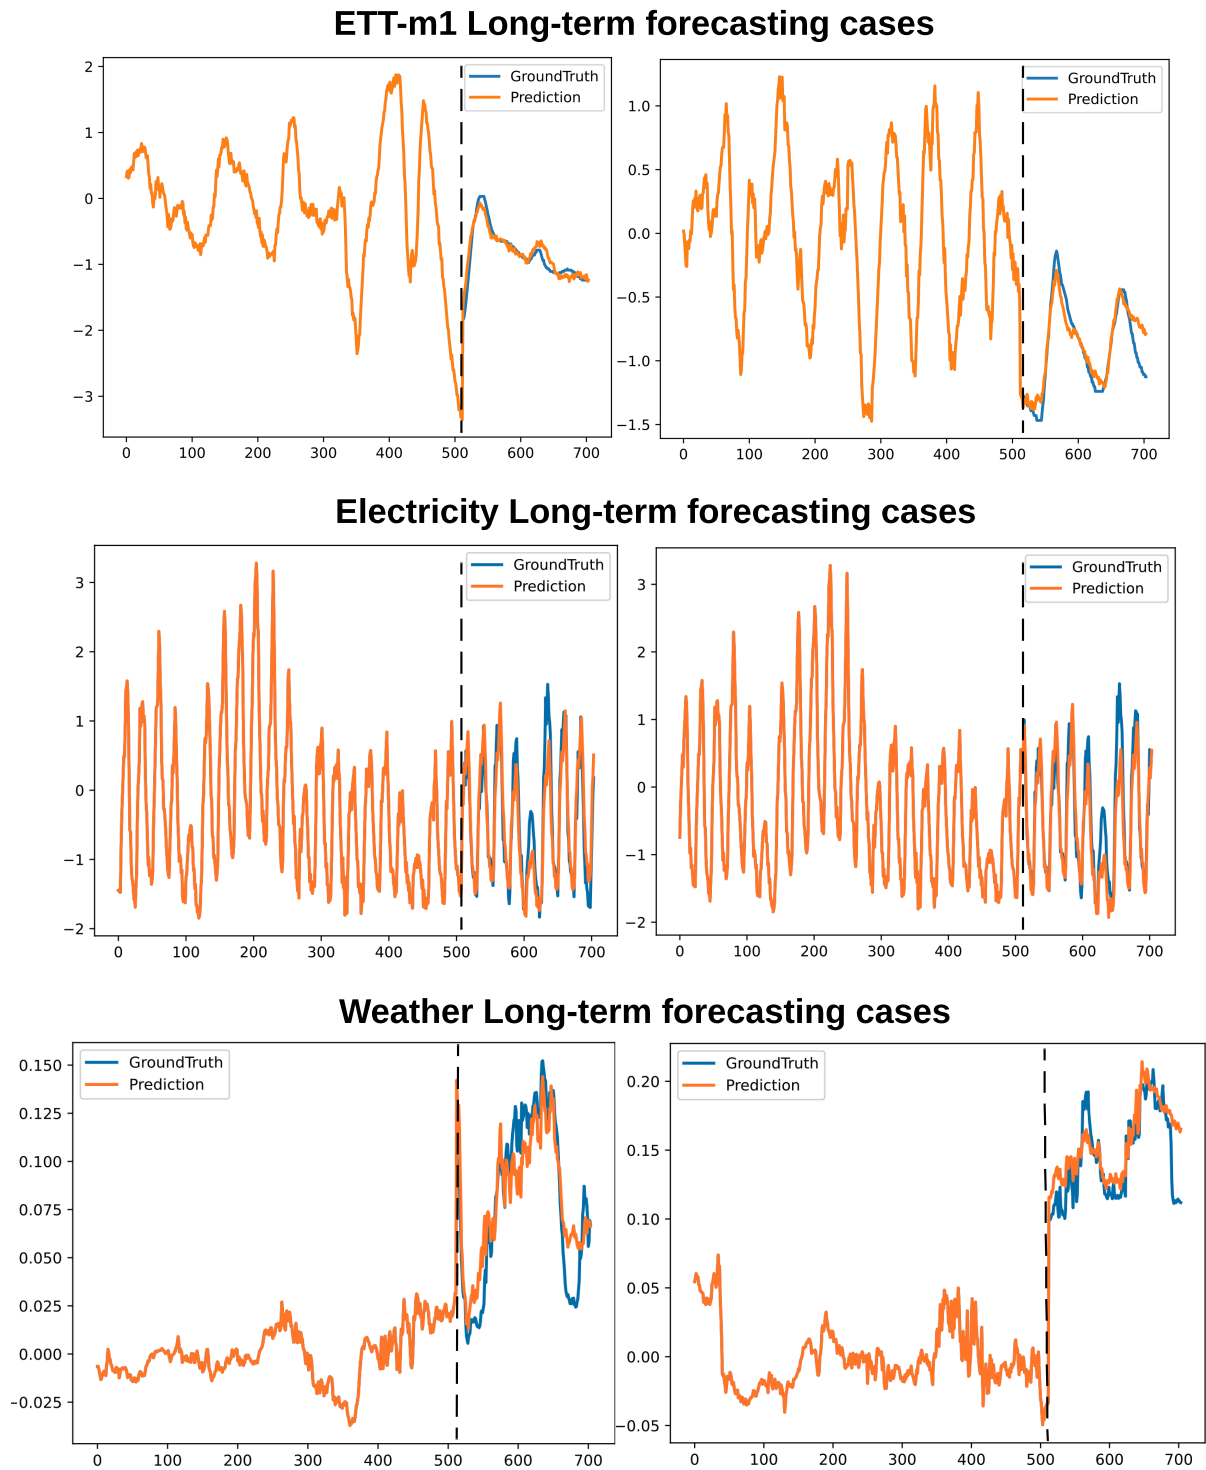 ETT-m1 Long-term forecasting cases
2
1
0
−1
−2
−3
0 100 200 300 400 500 600 700
GroundTruth
Prediction
1.0
0.5
0.0
−0.5
−1.0
−1.5
0 100 200 300 400 500 600 700
GroundTruth
Prediction
Electricity Long-term forecasting cases
3
2
1
0
−1
−2
0 100 200 300 400 500 600 700
GroundTruth
Prediction
3
2
1
0
−1
−2
0 100 200 300 400 500 600 700
GroundTruth
Prediction
Weather Long-term forecasting cases
0.150
0.125
0.100
0.075
0.050
0.025
0.000
−0.025
0 100 200 300 400 500 600 700
GroundTruth
Prediction
0.20
0.15
0.10
0.05
0.00
−0.05
0 100 200 300 400 500 600 700
GroundTruth
Prediction